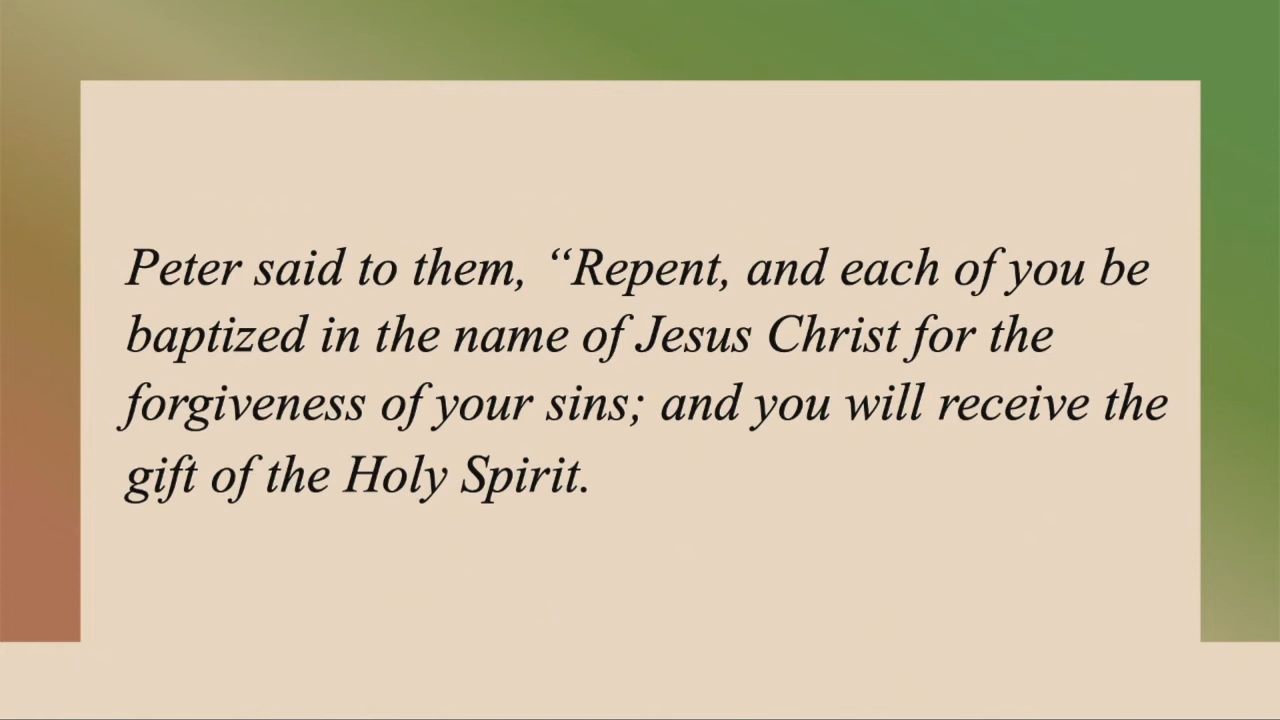 Peter said to them, “Repent, and each of you be
baptized in the name of Jesus Christ for the
forgiveness of your sins; and you will receive the
gift of the Holy Spirit.